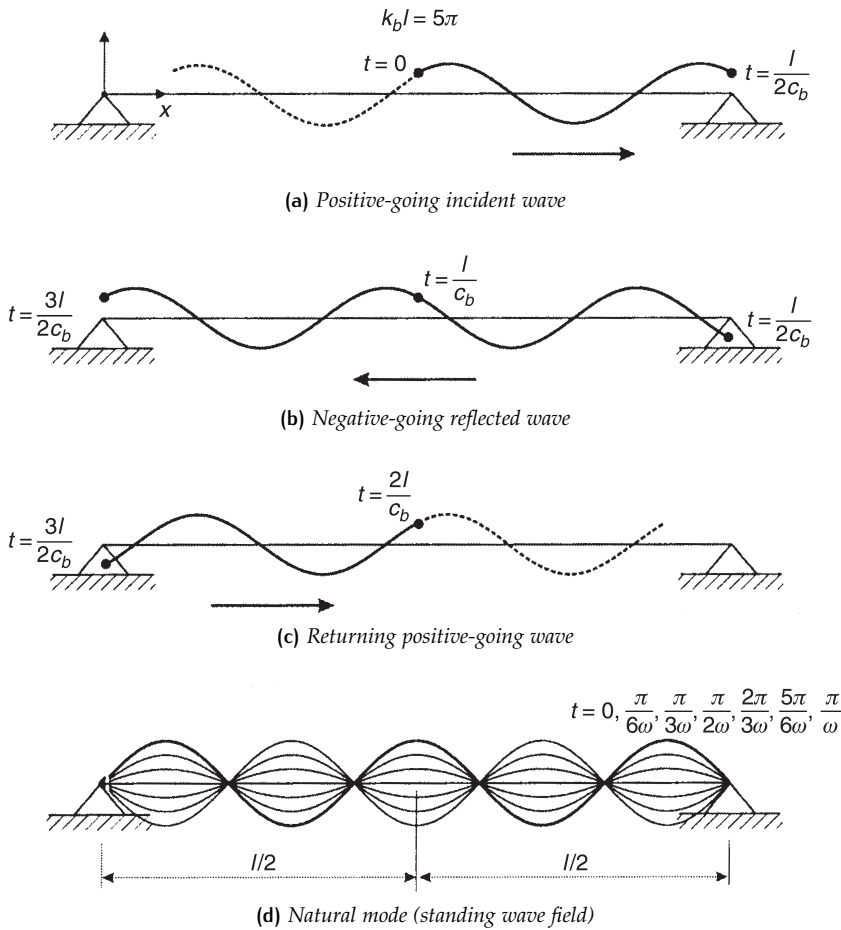 k_b l = 5π
t = 0
t = l/2c_b
x
(a) Positive-going incident wave
t = l/c_b
t = 3l/2c_b
t = l/2c_b
(b) Negative-going reflected wave
t = 2l/c_b
t = 3l/2c_b
(c) Returning positive-going wave
t = 0, π/6ω, π/3ω, π/2ω, 2π/3ω, 5π/6ω, π/ω
l/2 l/2
(d) Natural mode (standing wave field)